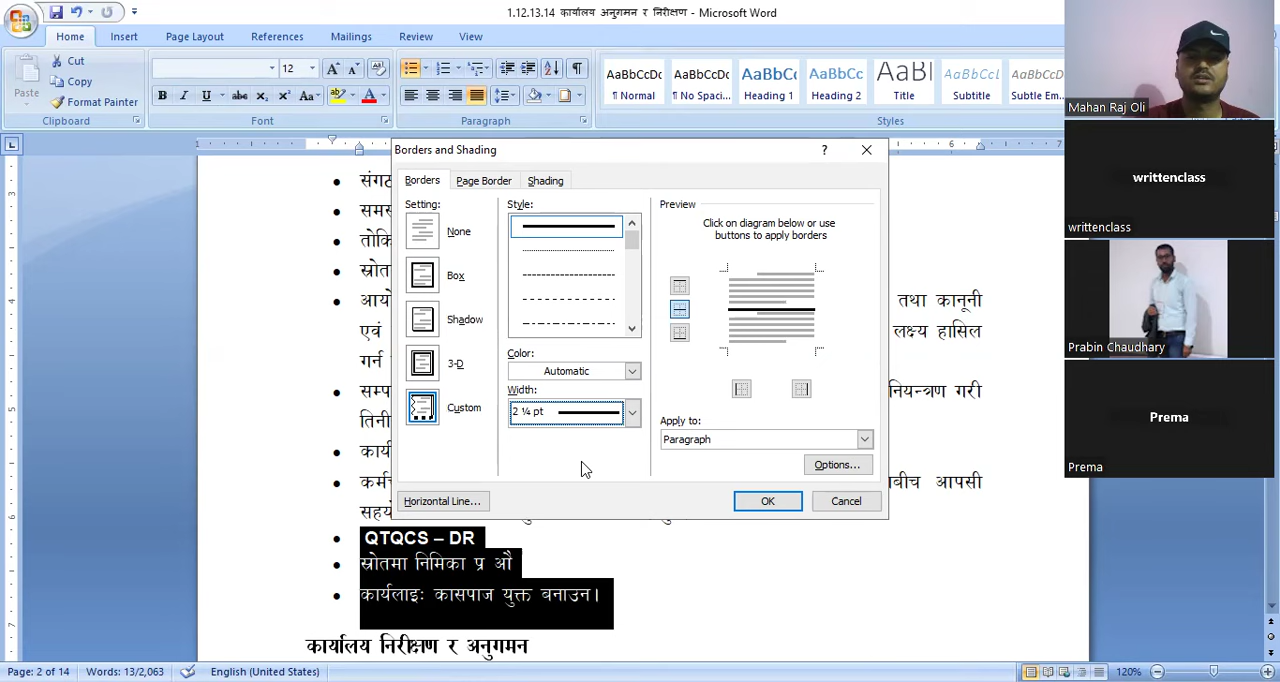 1.12.13.14 कार्यालय अनुगमन र निरीक्षण - Microsoft Word
Home Insert Page Layout References Mailings Review View
Paste
Cut
Copy
Format Painter
Clipboard
12
Font
Paragraph
AaBbCcDc AaBbCcDc AaBbC AaBbCc AaBl AaBbCcL AaBbCcDc
¶ Normal ¶ No Spaci... Heading 1 Heading 2 Title Subtitle Subtle Em...
Styles
Mahan Raj Oli
writtenclass
writtenclass
Prabin Chaudhary
Prema
Prema
Borders and Shading
Borders Page Border Shading
Setting:
None
Box
Shadow
3-D
Custom
Style:
Color:
Automatic
Width:
2 ¼ pt
Preview
Click on diagram below or use
buttons to apply borders
Apply to:
Paragraph
Options...
Horizontal Line... OK Cancel
तथा कानूनी
एवं लक्ष्य हासिल
गर्न
नियन्त्रण गरी
आपसी
• QTQCS – DR
• स्रोतमा निमिका प्र औ
• कार्यलाइः कासपाज युक्त बनाउन।
कार्यालय निरीक्षण र अनुगमन
Page: 2 of 14 Words: 13/2,063 English (United States) 120%